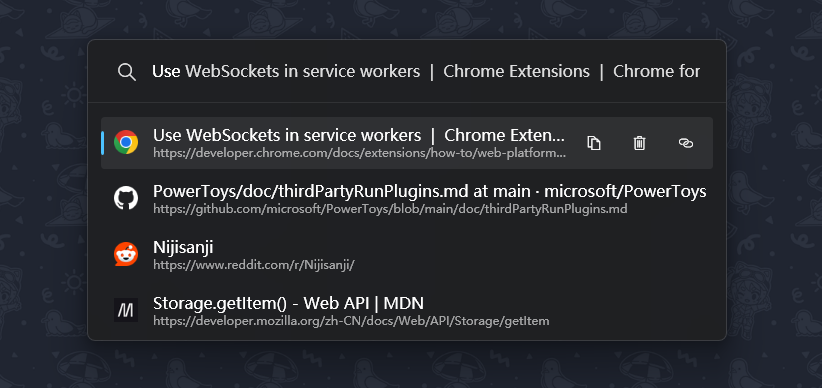 Use WebSockets in service workers | Chrome Extensions | Chrome for
Use WebSockets in service workers | Chrome Exten...
https://developer.chrome.com/docs/extensions/how-to/web-platform...
PowerToys/doc/thirdPartyRunPlugins.md at main · microsoft/PowerToys
https://github.com/microsoft/PowerToys/blob/main/doc/thirdPartyRunPlugins.md
Nijisanji
https://www.reddit.com/r/Nijisanji/
Storage.getItem() - Web API | MDN
https://developer.mozilla.org/zh-CN/docs/Web/API/Storage/getItem